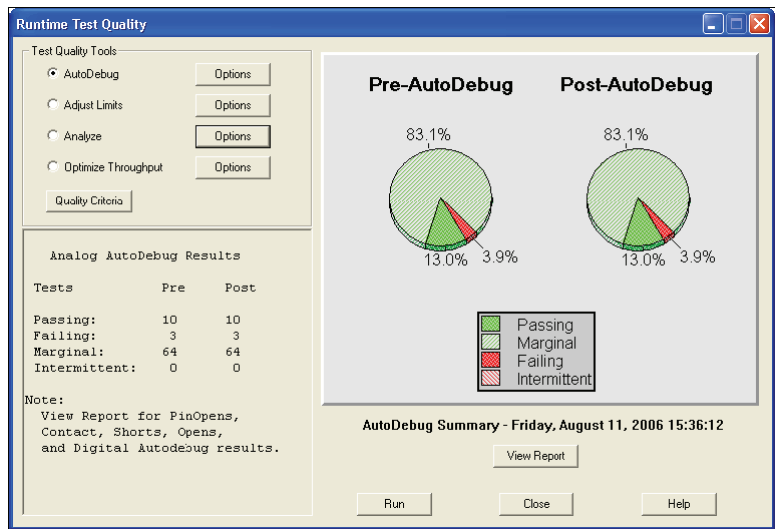 Runtime Test Quality
Test Quality Tools
AutoDebug Options
Adjust Limits Options
Analyze Options
Optimize Throughput Options
Quality Criteria
Analog AutoDebug Results
Tests Pre Post
Passing: 10 10
Failing: 3 3
Marginal: 64 64
Intermittent: 0 0
Note:
View Report for PinOpens,
Contact, Shorts, Opens,
and Digital Autodebug results.
Pre-AutoDebug Post-AutoDebug
83.1% 83.1%
13.0% 3.9% 13.0% 3.9%
Passing
Marginal
Failing
Intermittent
AutoDebug Summary - Friday, August 11, 2006 15:36:12
View Report
Run Close Help